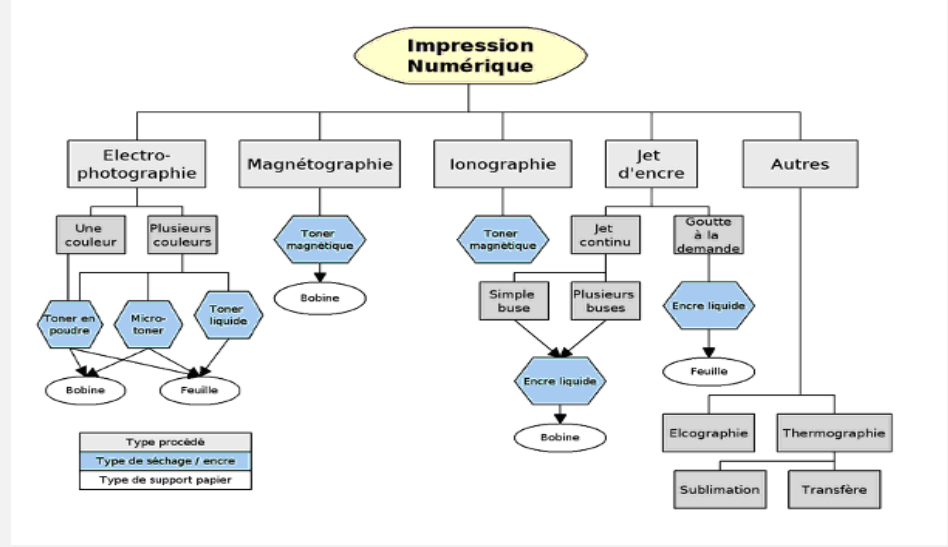 Impression
Numérique
Electro-
photographie
Magnétographie
Ionographie
Jet
d'encre
Autres
Une
couleur
Plusieurs
couleurs
Toner
magnétique
Toner
magnétique
Jet
continu
Goutte
à la
demande
Toner en
poudre
Micro-
toner
Toner
liquide
Bobine
Simple
buse
Plusieurs
buses
Encre liquide
Bobine
Feuille
Encre liquide
Feuille
Bobine
Elcographie
Thermographie
Sublimation
Transfère
Type procédé
Type de séchage / encre
Type de support papier